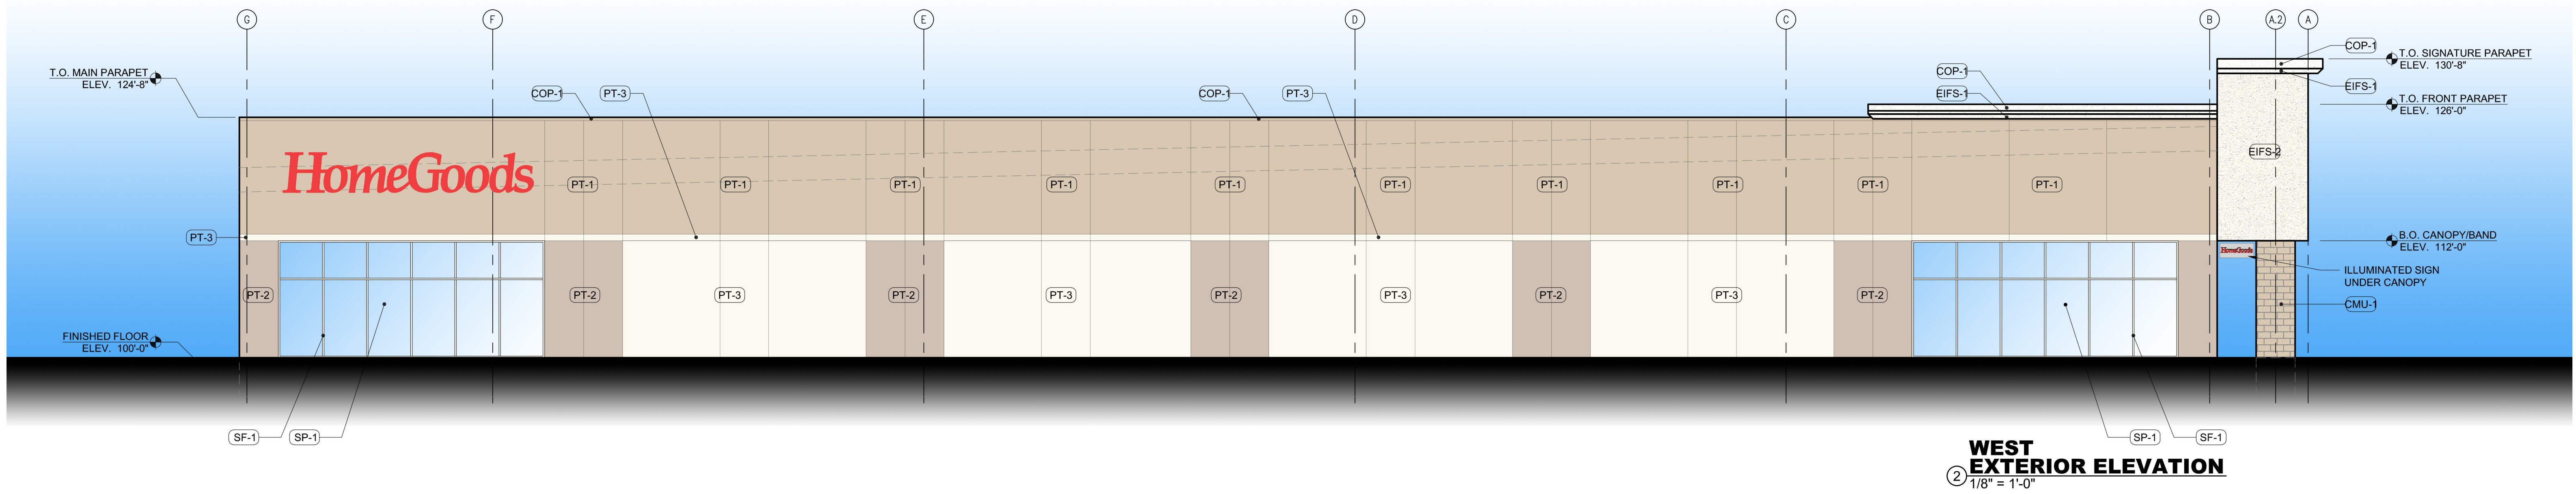 G
F
E
D
C
B
A.2
A
T.O. MAIN PARAPET
ELEV. 124'-8"
COP-1
PT-3
COP-1
PT-3
COP-1
EIFS-1
COP-1
T.O. SIGNATURE PARAPET
ELEV. 130'-8"
EIFS-1
T.O. FRONT PARAPET
ELEV. 126'-0"
EIFS-2
HomeGoods
PT-1
PT-1
PT-1
PT-1
PT-1
PT-1
PT-1
PT-1
PT-1
PT-1
PT-3
B.O. CANOPY/BAND
ELEV. 112'-0"
HomeGoods
ILLUMINATED SIGN
UNDER CANOPY
PT-2
PT-2
PT-3
PT-2
PT-3
PT-2
PT-3
PT-2
PT-3
PT-2
CMU-1
FINISHED FLOOR
ELEV. 100'-0"
SF-1
SP-1
SP-1
SF-1
2
WEST
EXTERIOR ELEVATION
1/8" = 1'-0"